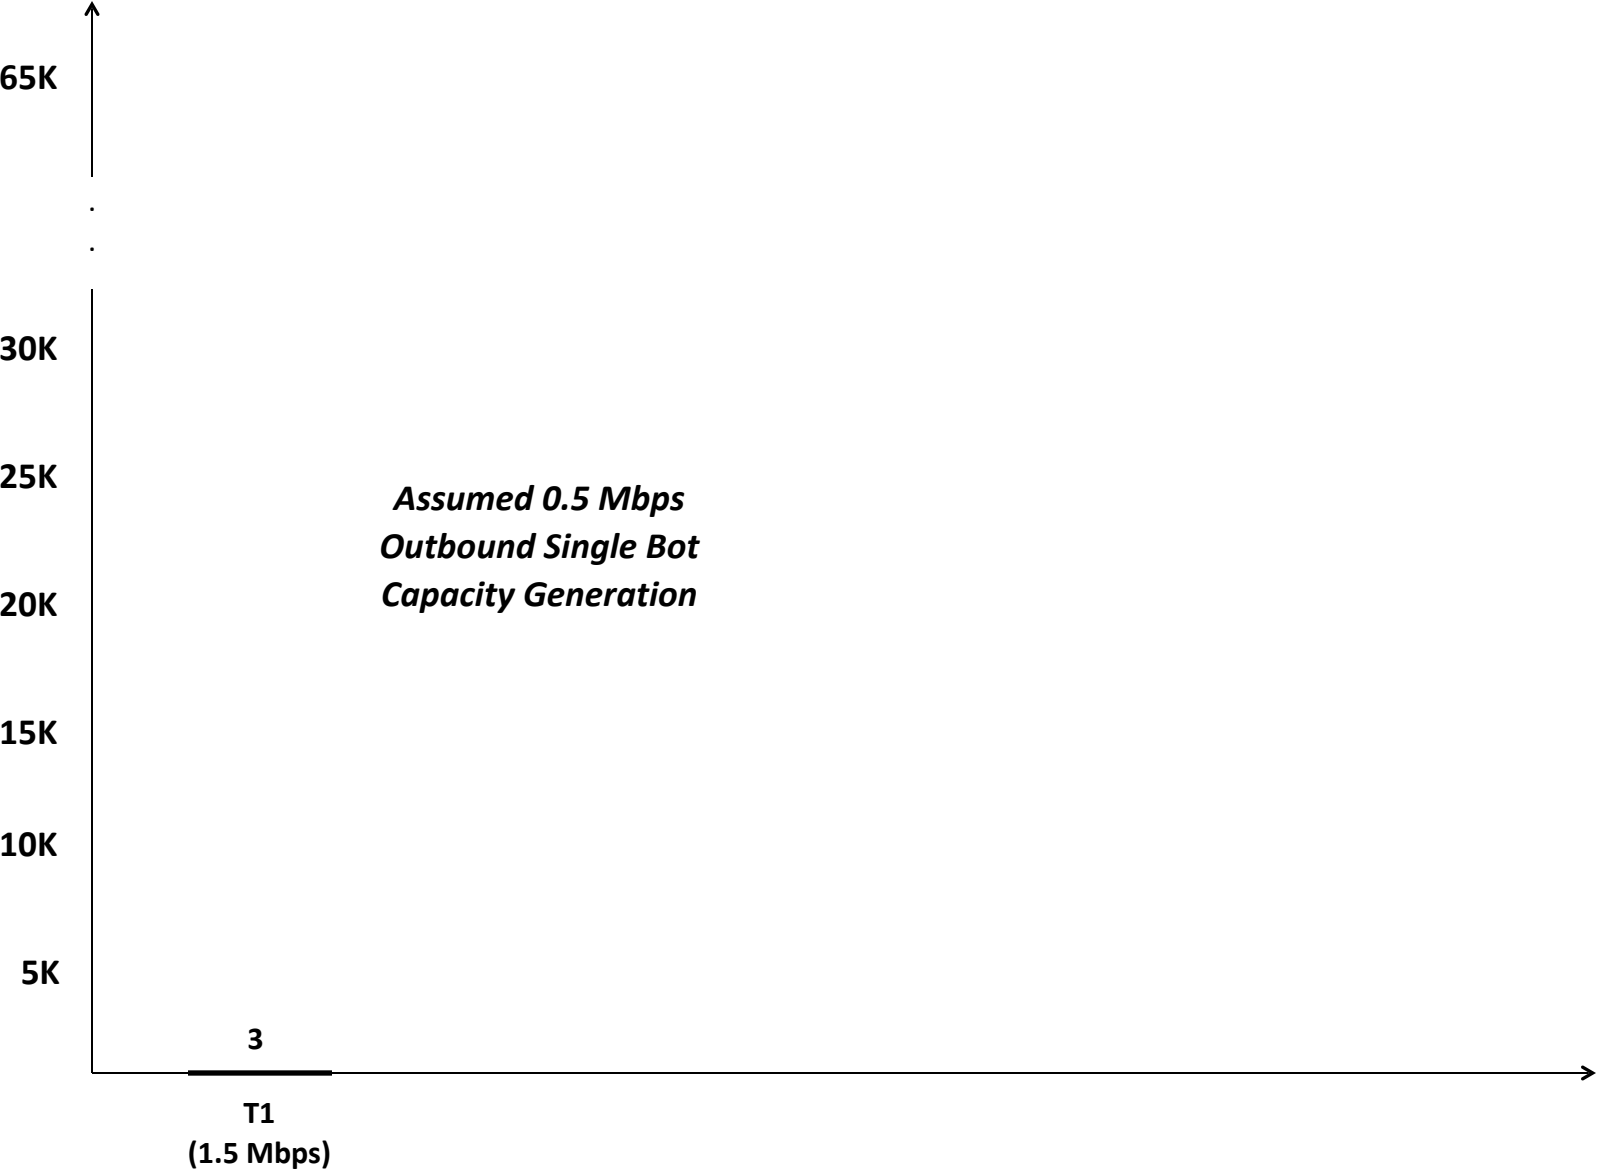 65K
.
.
30K
25K
Assumed 0.5 Mbps
Outbound Single Bot
Capacity Generation
20K
15K
10K
5K
3
T1
(1.5 Mbps)